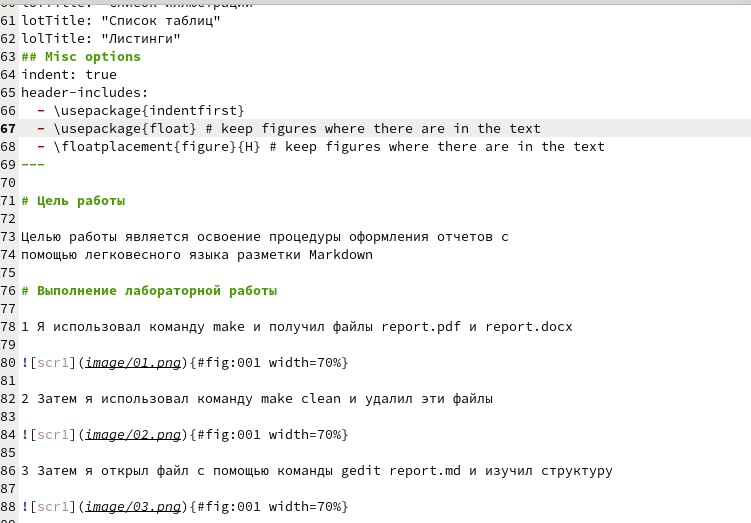 60 lofTitle: "Список иллюстраций"
61 lotTitle: "Список таблиц"
62 lolTitle: "Листинги"
63 ## Misc options
64 indent: true
65 header-includes:
66   - \usepackage{indentfirst}
67   - \usepackage{float} # keep figures where there are in the text
68   - \floatplacement{figure}{H} # keep figures where there are in the text
69 ---
70
71 # Цель работы
72
73 Целью работы является освоение процедуры оформления отчетов с
74 помощью легковесного языка разметки Markdown
75
76 # Выполнение лабораторной работы
77
78 1 Я использовал команду make и получил файлы report.pdf и report.docx
79
80 ![scr1](image/01.png){#fig:001 width=70%}
81
82 2 Затем я использовал команду make clean и удалил эти файлы
83
84 ![scr1](image/02.png){#fig:001 width=70%}
85
86 3 Затем я открыл файл с помощью команды gedit report.md и изучил структуру
87
88 ![scr1](image/03.png){#fig:001 width=70%}